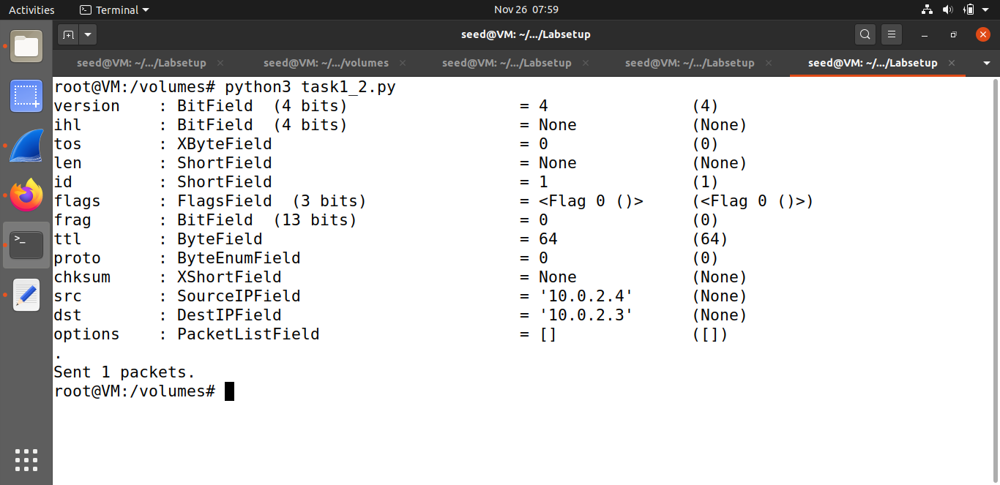 Activities Terminal Nov 26 07:59
seed@VM: ~/.../Labsetup
seed@VM: ~/.../Labsetup seed@VM: ~/.../volumes seed@VM: ~/.../Labsetup seed@VM: ~/.../Labsetup seed@VM: ~/.../Labsetup
root@VM:/volumes# python3 task1_2.py
version    : BitField  (4 bits)                  = 4               (4)
ihl        : BitField  (4 bits)                  = None            (None)
tos        : XByteField                          = 0               (0)
len        : ShortField                          = None            (None)
id         : ShortField                          = 1               (1)
flags      : FlagsField  (3 bits)                = <Flag 0 ()>     (<Flag 0 ()>)
frag       : BitField  (13 bits)                 = 0               (0)
ttl        : ByteField                           = 64              (64)
proto      : ByteEnumField                       = 0               (0)
chksum     : XShortField                         = None            (None)
src        : SourceIPField                       = '10.0.2.4'      (None)
dst        : DestIPField                         = '10.0.2.3'      (None)
options    : PacketListField                     = []              ([])
.
Sent 1 packets.
root@VM:/volumes#